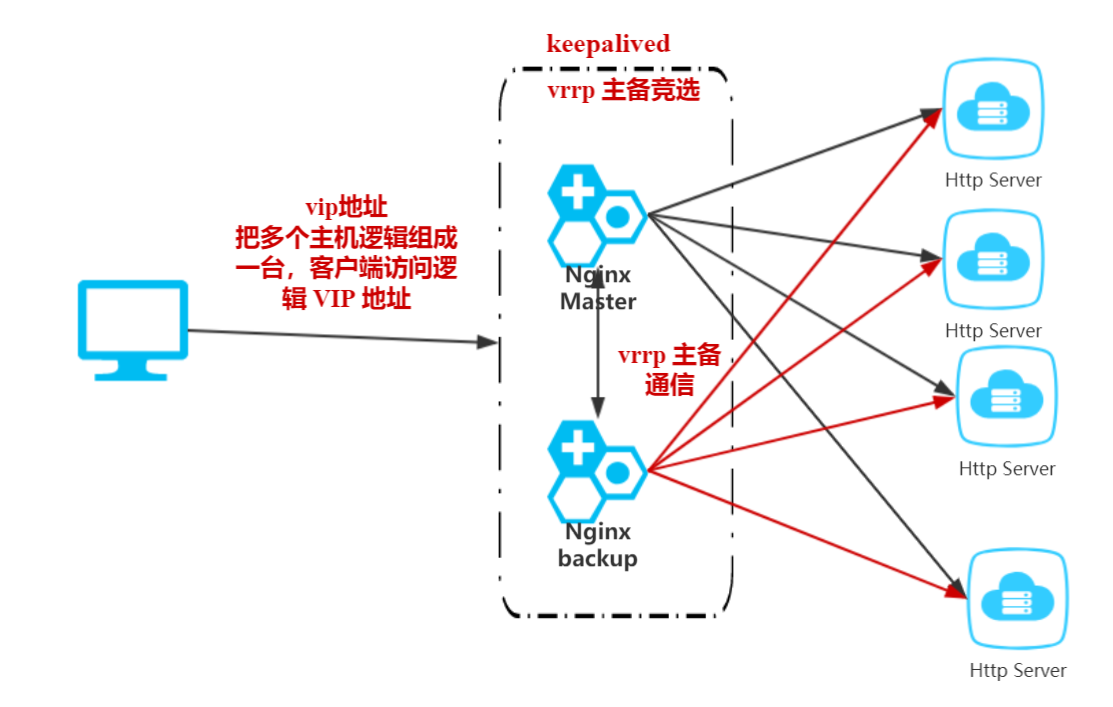 keepalived
vrrp 主备竞选
vip地址
把多个主机逻辑组成
一台，客户端访问逻
辑 VIP 地址
Nginx
Master
vrrp 主备
通信
Nginx
backup
Http Server
Http Server
Http Server
Http Server